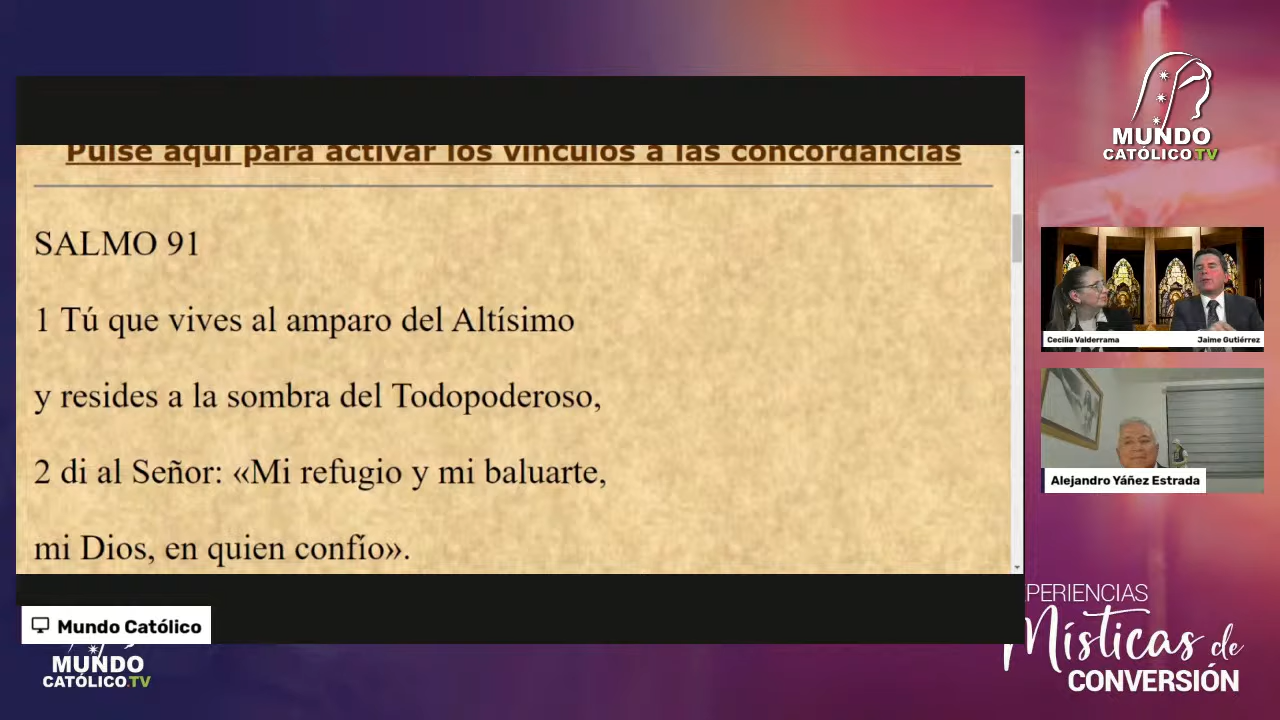 Pulse aquí para activar los vínculos a las concordancias
SALMO 91
1 Tú que vives al amparo del Altísimo
y resides a la sombra del Todopoderoso,
2 di al Señor: «Mi refugio y mi baluarte,
mi Dios, en quien confío».
Mundo Católico
MUNDO
CATÓLICO.TV
MUNDO
CATÓLICO.TV
Cecilia Valderrama
Jaime Gutiérrez
Alejandro Yáñez Estrada
PERIENCIAS
Místicas de
CONVERSIÓN